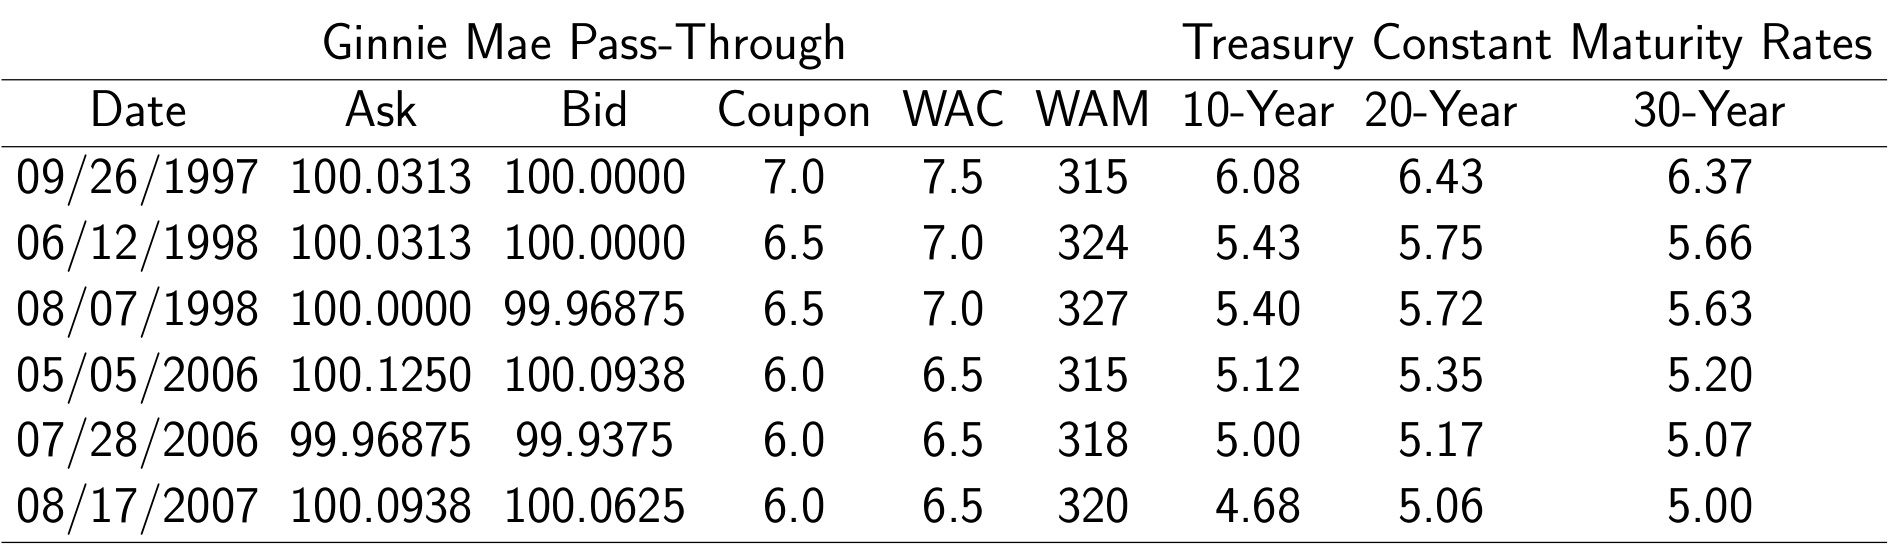 Ginnie Mae Pass-Through Treasury Constant Maturity Rates
Date Ask Bid Coupon WAC WAM 10-Year 20-Year 30-Year
09/26/1997 100.0313 100.0000 7.0 7.5 315 6.08 6.43 6.37
06/12/1998 100.0313 100.0000 6.5 7.0 324 5.43 5.75 5.66
08/07/1998 100.0000 99.96875 6.5 7.0 327 5.40 5.72 5.63
05/05/2006 100.1250 100.0938 6.0 6.5 315 5.12 5.35 5.20
07/28/2006 99.96875 99.9375 6.0 6.5 318 5.00 5.17 5.07
08/17/2007 100.0938 100.0625 6.0 6.5 320 4.68 5.06 5.00